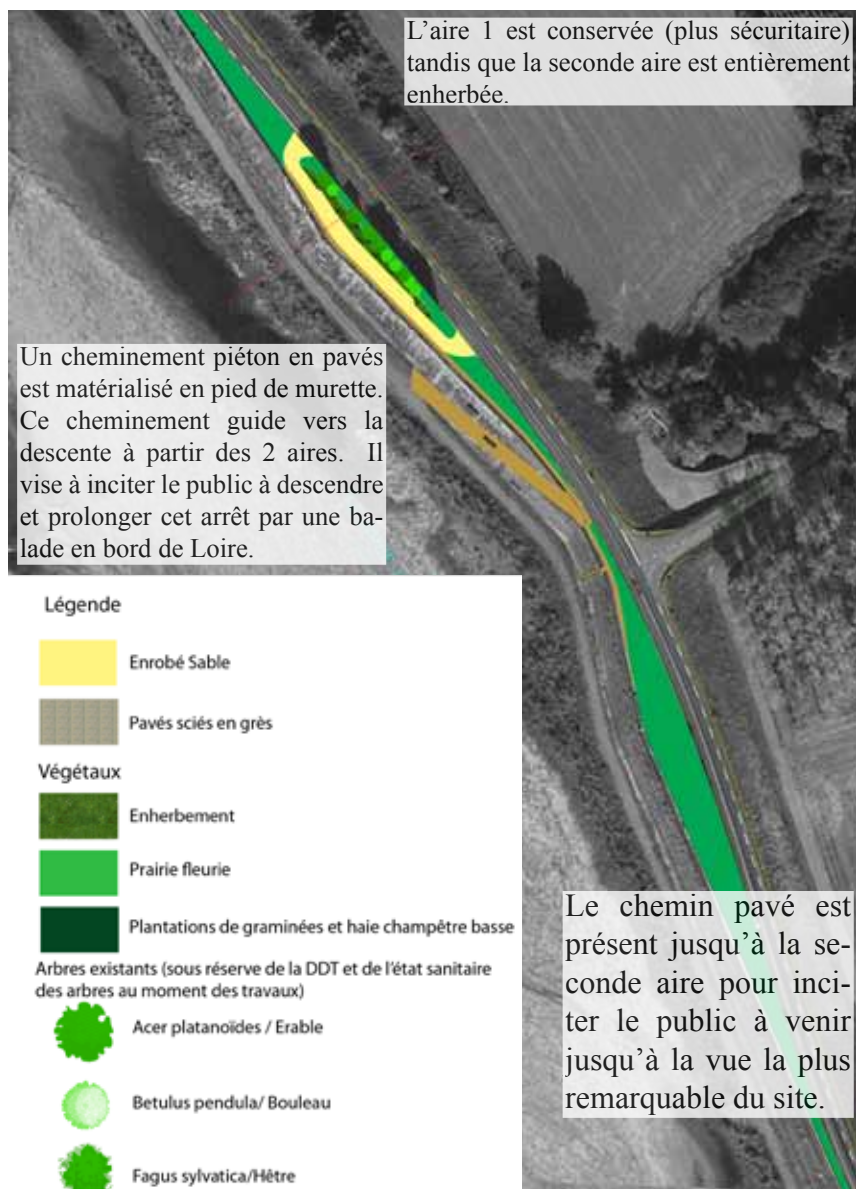 L'aire 1 est conservée (plus sécuritaire)
tandis que la seconde aire est entièrement
enherbée.
Un cheminement piéton en pavés
est matérialisé en pied de murette.
Ce cheminement guide vers la
descente à partir des 2 aires. Il
vise à inciter le public à descendre
et prolonger cet arrêt par une ba-
lade en bord de Loire.
Légende
Enrobé Sable
Pavés sciés en grès
Végétaux
Enherbement
Prairie fleurie
Plantations de graminées et haie champêtre basse
Arbres existants (sous réserve de la DDT et de l'état sanitaire
des arbres au moment des travaux)
Acer platanoïdes / Erable
Betulus pendula/ Bouleau
Fagus sylvatica/Hêtre
Le chemin pavé est
présent jusqu'à la se-
conde aire pour inci-
ter le public à venir
jusqu'à la vue la plus
remarquable du site.